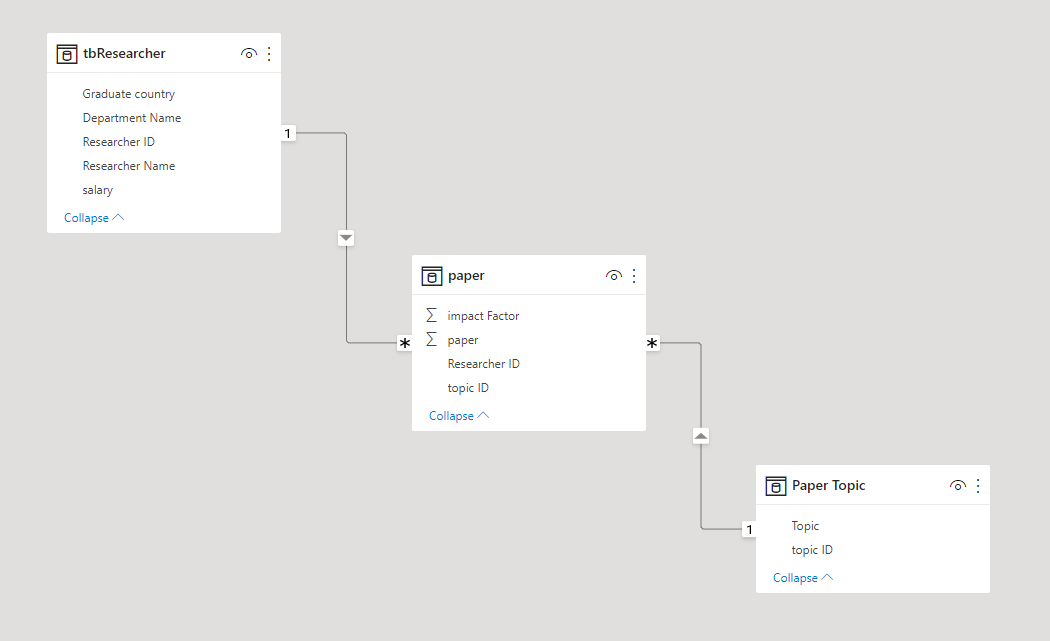 tbResearcher
Graduate country
Department Name
Researcher ID
Researcher Name
salary
Collapse
1
*
paper
impact Factor
paper
Researcher ID
topic ID
Collapse
*
1
Paper Topic
Topic
topic ID
Collapse